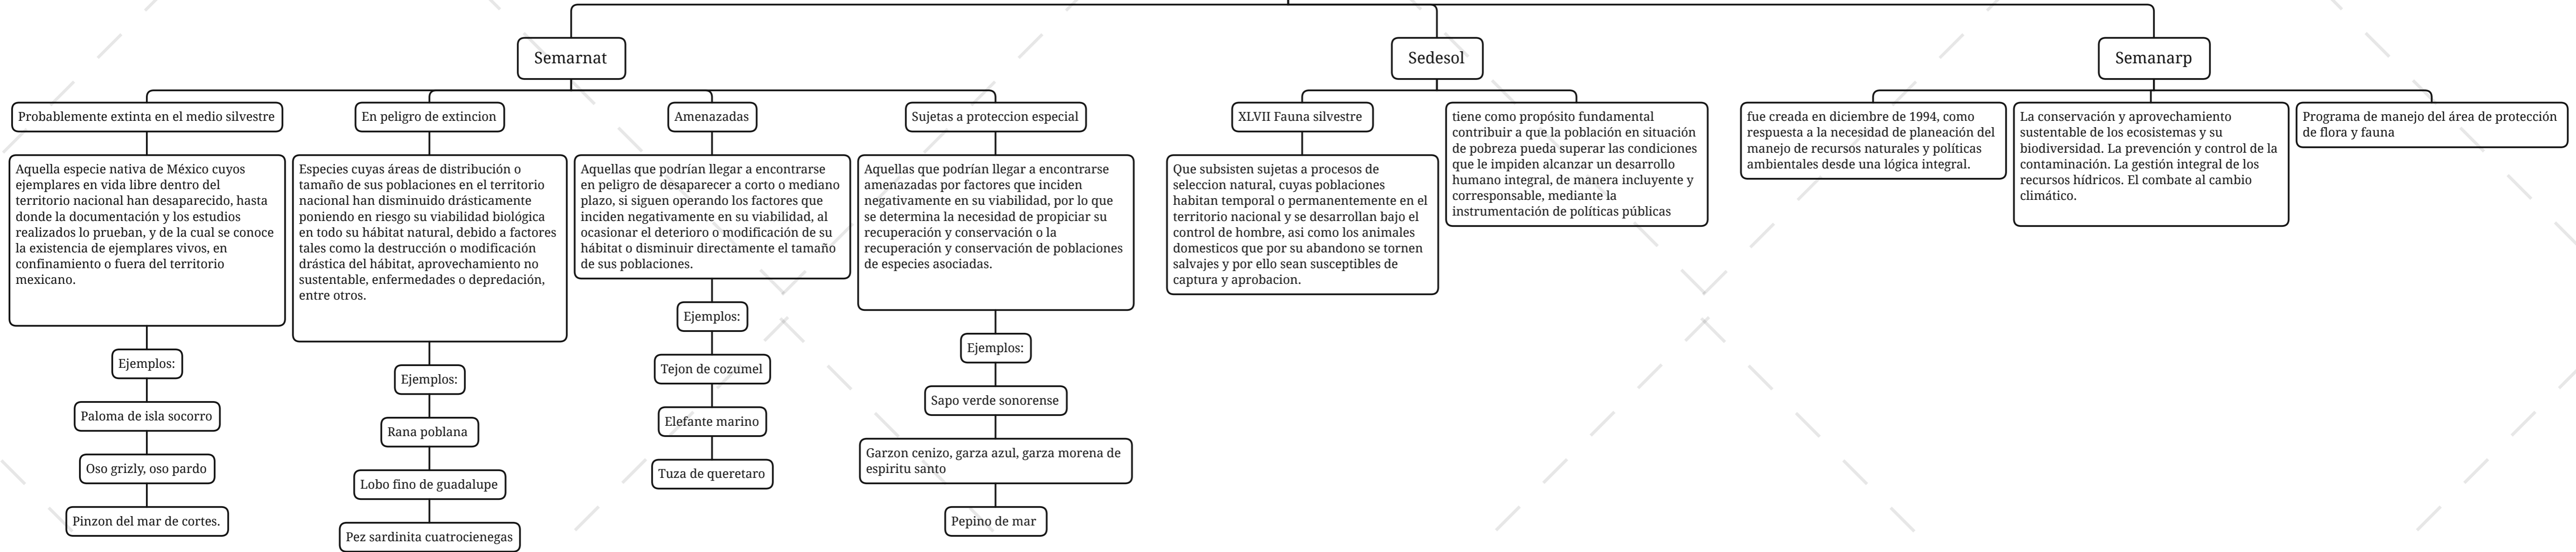 Semarnat
Sedesol
Semanarp
Probablemente extinta en el medio silvestre
En peligro de extincion
Amenazadas
Sujetas a proteccion especial
XLVII Fauna silvestre
tiene como propósito fundamental
contribuir a que la población en situación
de pobreza pueda superar las condiciones
que le impiden alcanzar un desarrollo
humano integral, de manera incluyente y
corresponsable, mediante la
instrumentación de políticas públicas
fue creada en diciembre de 1994, como
respuesta a la necesidad de planeación del
manejo de recursos naturales y políticas
ambientales desde una lógica integral.
La conservación y aprovechamiento
sustentable de los ecosistemas y su
biodiversidad. La prevención y control de la
contaminación. La gestión integral de los
recursos hídricos. El combate al cambio
climático.
Programa de manejo del área de protección
de flora y fauna
Aquella especie nativa de México cuyos
ejemplares en vida libre dentro del
territorio nacional han desaparecido, hasta
donde la documentación y los estudios
realizados lo prueban, y de la cual se conoce
la existencia de ejemplares vivos, en
confinamiento o fuera del territorio
mexicano.
Especies cuyas áreas de distribución o
tamaño de sus poblaciones en el territorio
nacional han disminuido drásticamente
poniendo en riesgo su viabilidad biológica
en todo su hábitat natural, debido a factores
tales como la destrucción o modificación
drástica del hábitat, aprovechamiento no
sustentable, enfermedades o depredación,
entre otros.
Aquellas que podrían llegar a encontrarse
en peligro de desaparecer a corto o mediano
plazo, si siguen operando los factores que
inciden negativamente en su viabilidad, al
ocasionar el deterioro o modificación de su
hábitat o disminuir directamente el tamaño
de sus poblaciones.
Aquellas que podrían llegar a encontrarse
amenazadas por factores que inciden
negativamente en su viabilidad, por lo que
se determina la necesidad de propiciar su
recuperación y conservación o la
recuperación y conservación de poblaciones
de especies asociadas.
Que subsisten sujetas a procesos de
seleccion natural, cuyas poblaciones
habitan temporal o permanentemente en el
territorio nacional y se desarrollan bajo el
control de hombre, asi como los animales
domesticos que por su abandono se tornen
salvajes y por ello sean susceptibles de
captura y aprobacion.
Ejemplos:
Paloma de isla socorro
Oso grizly, oso pardo
Pinzon del mar de cortes.
Ejemplos:
Rana poblana
Lobo fino de guadalupe
Pez sardinita cuatrocienegas
Ejemplos:
Tejon de cozumel
Elefante marino
Tuza de queretaro
Ejemplos:
Sapo verde sonorense
Garzon cenizo, garza azul, garza morena de
espiritu santo
Pepino de mar